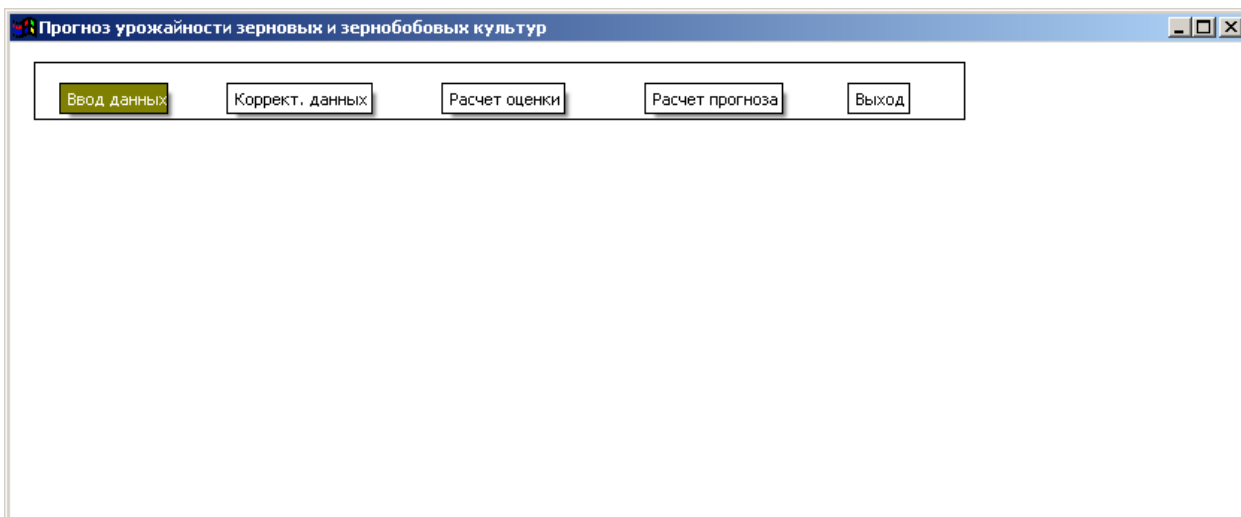 Прогноз урожайности зерновых и зернобобовых культур
Ввод данных Коррект. данных Расчет оценки Расчет прогноза Выход